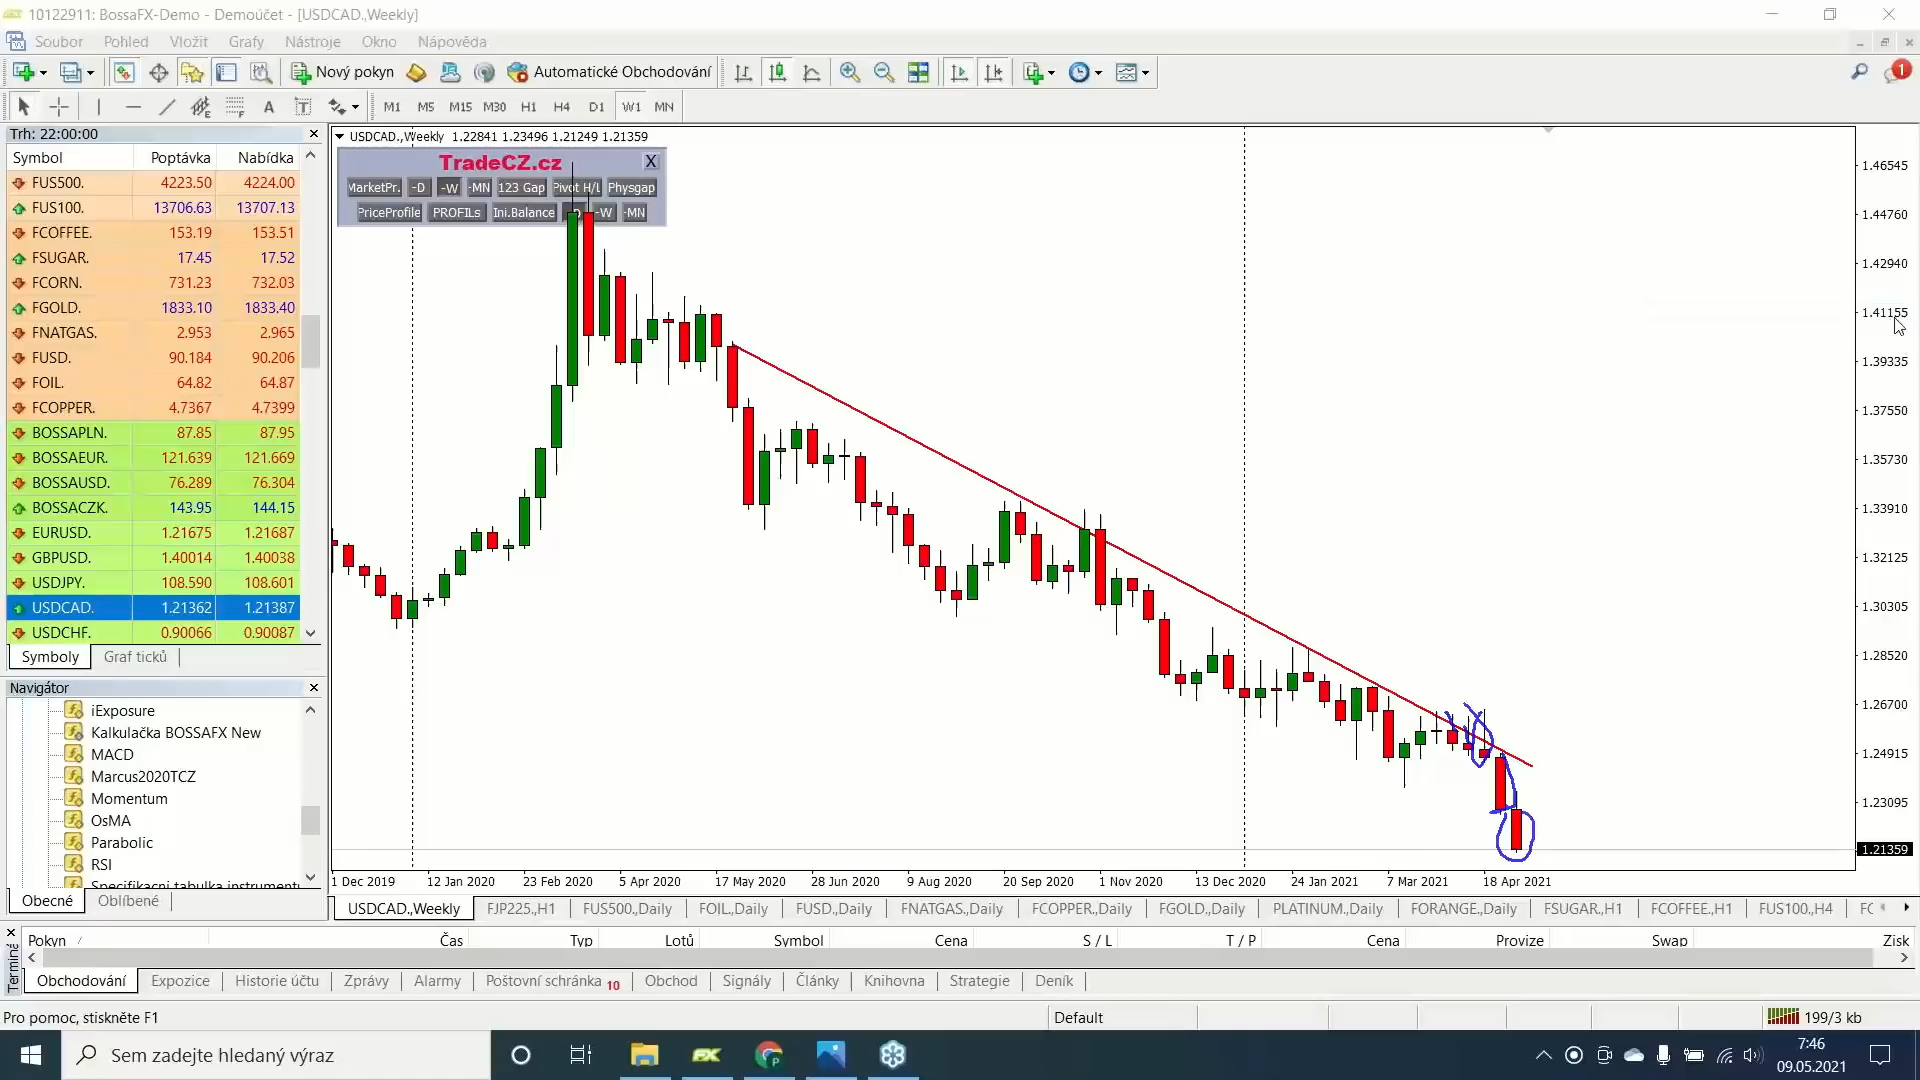 10122911: BossaFX-Demo - Demoúčet - [USDCAD.,Weekly]
Soubor Pohled Vložit Grafy Nástroje Okno Nápověda
Nový pokyn Automatické Obchodování
A T M1 M5 M15 M30 H1 H4 D1 W1 MN
Trh: 22:00:00
Symbol Poptávka Nabídka
FUS500. 4223.50 4224.00
FUS100. 13706.63 13707.13
FCOFFEE. 153.19 153.51
FSUGAR. 17.45 17.52
FCORN. 731.23 732.03
FGOLD. 1833.10 1833.40
FNATGAS. 2.953 2.965
FUSD. 90.184 90.206
FOIL. 64.82 64.87
FCOPPER. 4.7367 4.7399
BOSSAPLN. 87.85 87.95
BOSSAEUR. 121.639 121.669
BOSSAUSD. 76.289 76.304
BOSSACZK. 143.95 144.15
EURUSD. 1.21675 1.21687
GBPUSD. 1.40014 1.40038
USDJPY. 108.590 108.601
USDCAD. 1.21362 1.21387
USDCHF. 0.90066 0.90087
Symboly Graf ticků
Navigátor
iExposure
Kalkulačka BOSSAFX New
MACD
Marcus2020TCZ
Momentum
OsMA
Parabolic
RSI
Specifikacni tabulka instrument
Obecné Oblíbené
USDCAD.,Weekly 1.22841 1.23496 1.21249 1.21359
TradeCZ.cz X
MarketPr. -D -W -MN 123 Gap Pivot H/L Physgap
PriceProfile PROFILs Ini.Balance -W -MN
1.46545
1.44760
1.42940
1.41155
1.39335
1.37550
1.35730
1.33910
1.32125
1.30305
1.28520
1.26700
1.24915
1.23095
1.21359
1 Dec 2019 12 Jan 2020 23 Feb 2020 5 Apr 2020 17 May 2020 28 Jun 2020 9 Aug 2020 20 Sep 2020 1 Nov 2020 13 Dec 2020 24 Jan 2021 7 Mar 2021 18 Apr 2021
USDCAD.,Weekly FJP225.,H1 FUS500.,Daily FOIL.,Daily FUSD.,Daily FNATGAS.,Daily FCOPPER.,Daily FGOLD.,Daily PLATINUM.,Daily FORANGE.,Daily FSUGAR.,H1 FCOFFEE.,H1 FUS100.,H4 FC
Terminá
Pokyn / Čas Typ Lotů Symbol Cena S / L T / P Cena Provize Swap Zisk
Obchodování Expozice Historie účtu Zprávy Alarmy Poštovní schránka 10 Obchod Signály Články Knihovna Strategie Deník
Pro pomoc, stiskněte F1 Default 199/3 kb
Sem zadejte hledaný výraz
7:46
09.05.2021